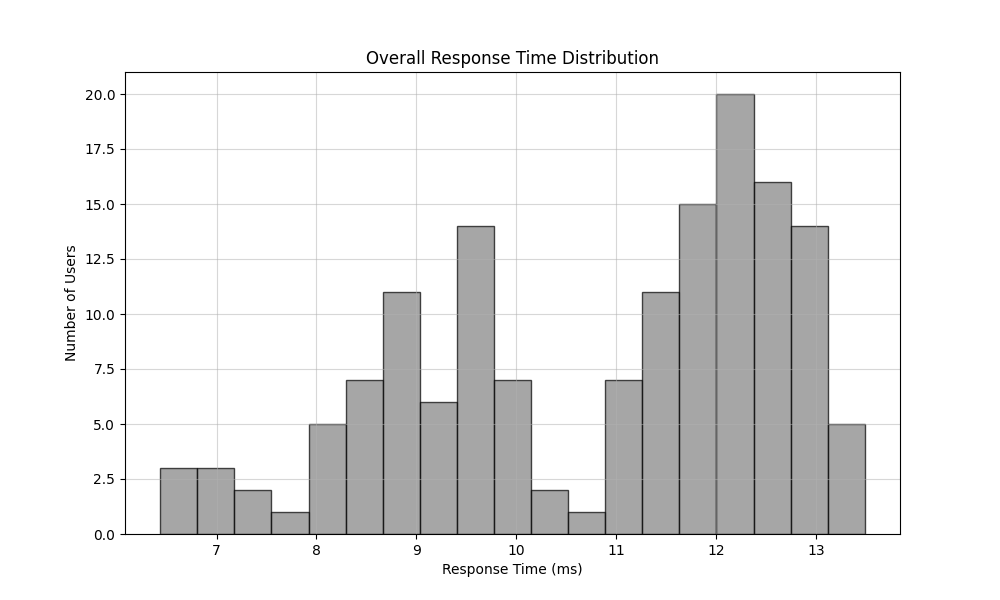 Overall Response Time Distribution
Number of Users
20.0
17.5
15.0
12.5
10.0
7.5
5.0
2.5
0.0
7 8 9 10 11 12 13
Response Time (ms)